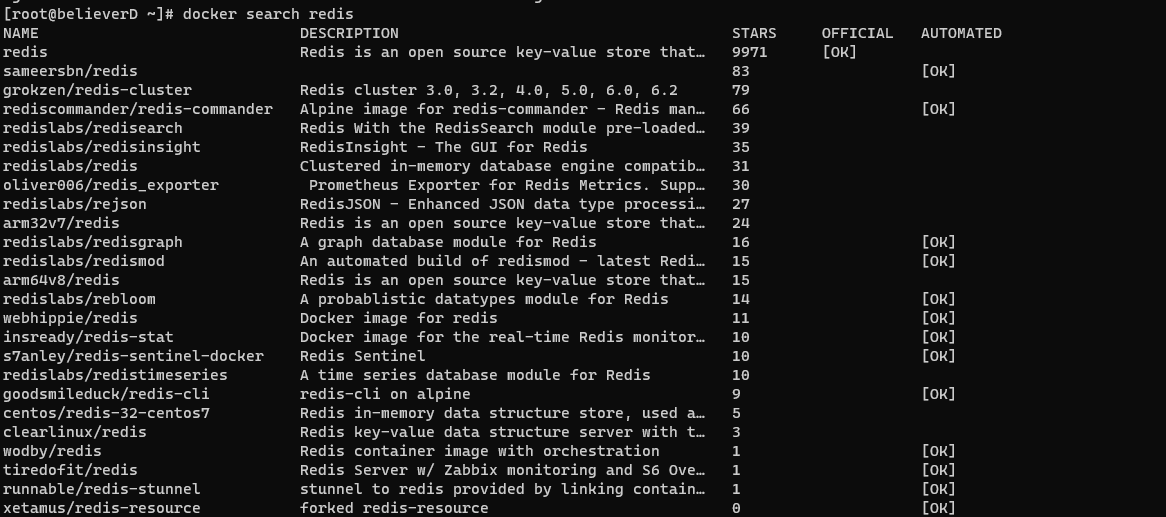 [root@believerD ~]# docker search redis
NAME DESCRIPTION STARS OFFICIAL AUTOMATED
redis Redis is an open source key-value store that… 9971 [OK]
sameersbn/redis 83 [OK]
grokzen/redis-cluster Redis cluster 3.0, 3.2, 4.0, 5.0, 6.0, 6.2 79
rediscommander/redis-commander Alpine image for redis-commander - Redis man… 66 [OK]
redislabs/redisearch Redis With the RedisSearch module pre-loaded… 39
redislabs/redisinsight RedisInsight - The GUI for Redis 35
redislabs/redis Clustered in-memory database engine compatib… 31
oliver006/redis_exporter Prometheus Exporter for Redis Metrics. Supp… 30
redislabs/rejson RedisJSON - Enhanced JSON data type processi… 27
arm32v7/redis Redis is an open source key-value store that… 24
redislabs/redisgraph A graph database module for Redis 16 [OK]
redislabs/redismod An automated build of redismod - latest Redi… 15 [OK]
arm64v8/redis Redis is an open source key-value store that… 15
redislabs/rebloom A probablistic datatypes module for Redis 14 [OK]
webhippie/redis Docker image for redis 11 [OK]
insready/redis-stat Docker image for the real-time Redis monitor… 10 [OK]
s7anley/redis-sentinel-docker Redis Sentinel 10 [OK]
redislabs/redistimeseries A time series database module for Redis 10
goodsmileduck/redis-cli redis-cli on alpine 9 [OK]
centos/redis-32-centos7 Redis in-memory data structure store, used a… 5
clearlinux/redis Redis key-value data structure server with t… 3
wodby/redis Redis container image with orchestration 1 [OK]
tiredofit/redis Redis Server w/ Zabbix monitoring and S6 Ove… 1 [OK]
runnable/redis-stunnel stunnel to redis provided by linking contain… 1 [OK]
xetamus/redis-resource forked redis-resource 0 [OK]